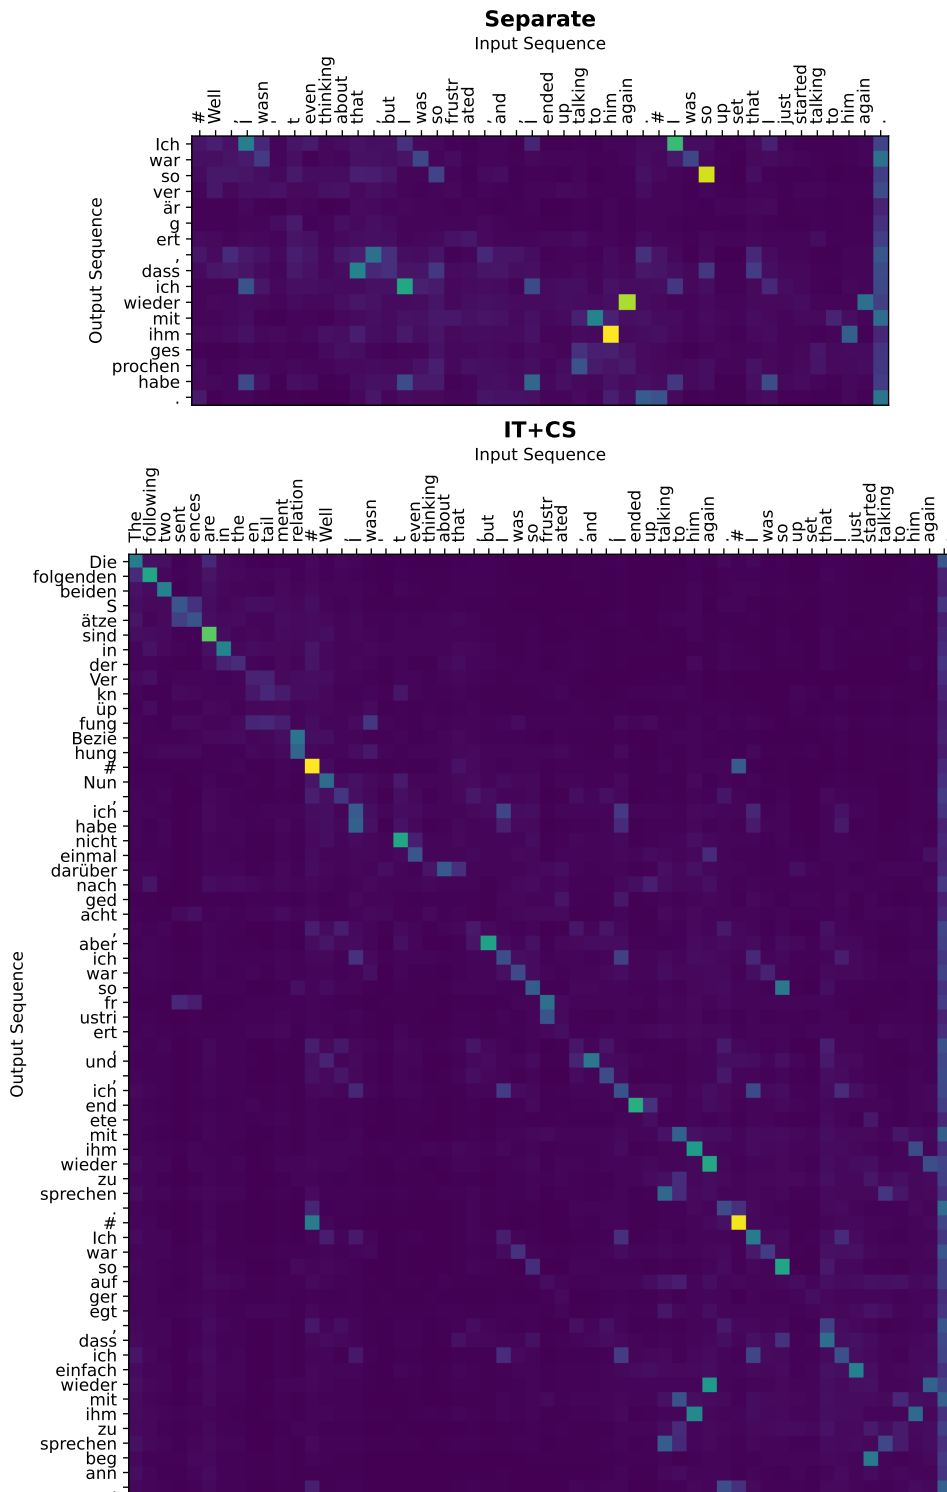 Separate
Input Sequence
# Well , I wasn ' t even thinking about that , but I was so frustr ated , and , I ended up talking to him again . # I was so up set that I just started talking to him again .
Output Sequence
Ich
war
so
ver
är
g
ert
,
dass
ich
wieder
mit
ihm
ges
prochen
habe
.
IT+CS
Input Sequence
The following two sent ences are in the en tail ment relation # Well , I wasn ' t even thinking about that , but I was so frustr ated , and , I ended up talking to him again . # I was so up set that I just started talking to him again .
Output Sequence
Die
folgenden
beiden
S
ätze
sind
in
der
Ver
kn
üp
fung
Bezie
hung
#
Nun
,
ich
habe
nicht
einmal
darüber
nach
ged
acht
,
aber
ich
war
so
fr
ustri
ert
,
und
,
ich
end
ete
mit
ihm
wieder
zu
sprechen
.
#
Ich
war
so
auf
ger
egt
,
dass
ich
einfach
wieder
mit
ihm
zu
sprechen
beg
ann
.